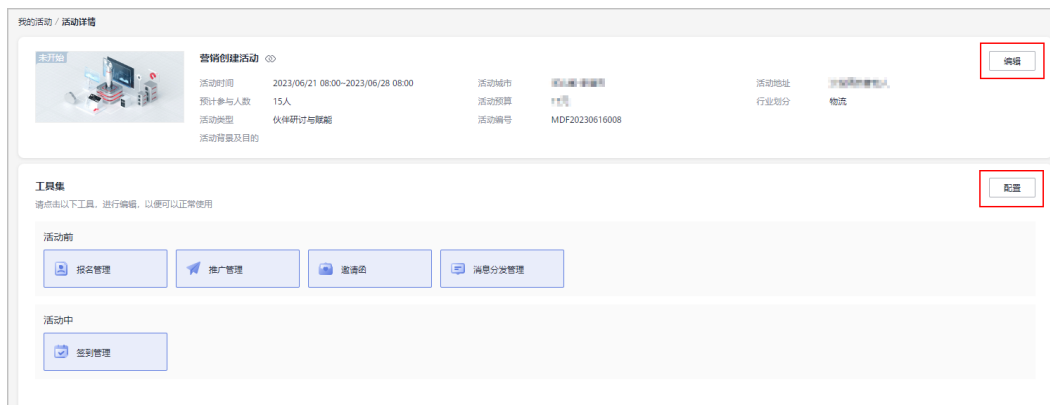 我的活动 / 活动详情
未开始
营销创建活动
编辑
活动时间 2023/06/21 08:00~2023/06/28 08:00 活动城市 活动地址
预计参与人数 15人 活动预算 行业划分 物流
活动类型 伙伴研讨与赋能 活动编号 MDF20230616008
活动背景及目的
工具集
配置
请点击以下工具，进行编辑，以便可以正常使用
活动前
报名管理 推广管理 邀请函 消息分发管理
活动中
签到管理